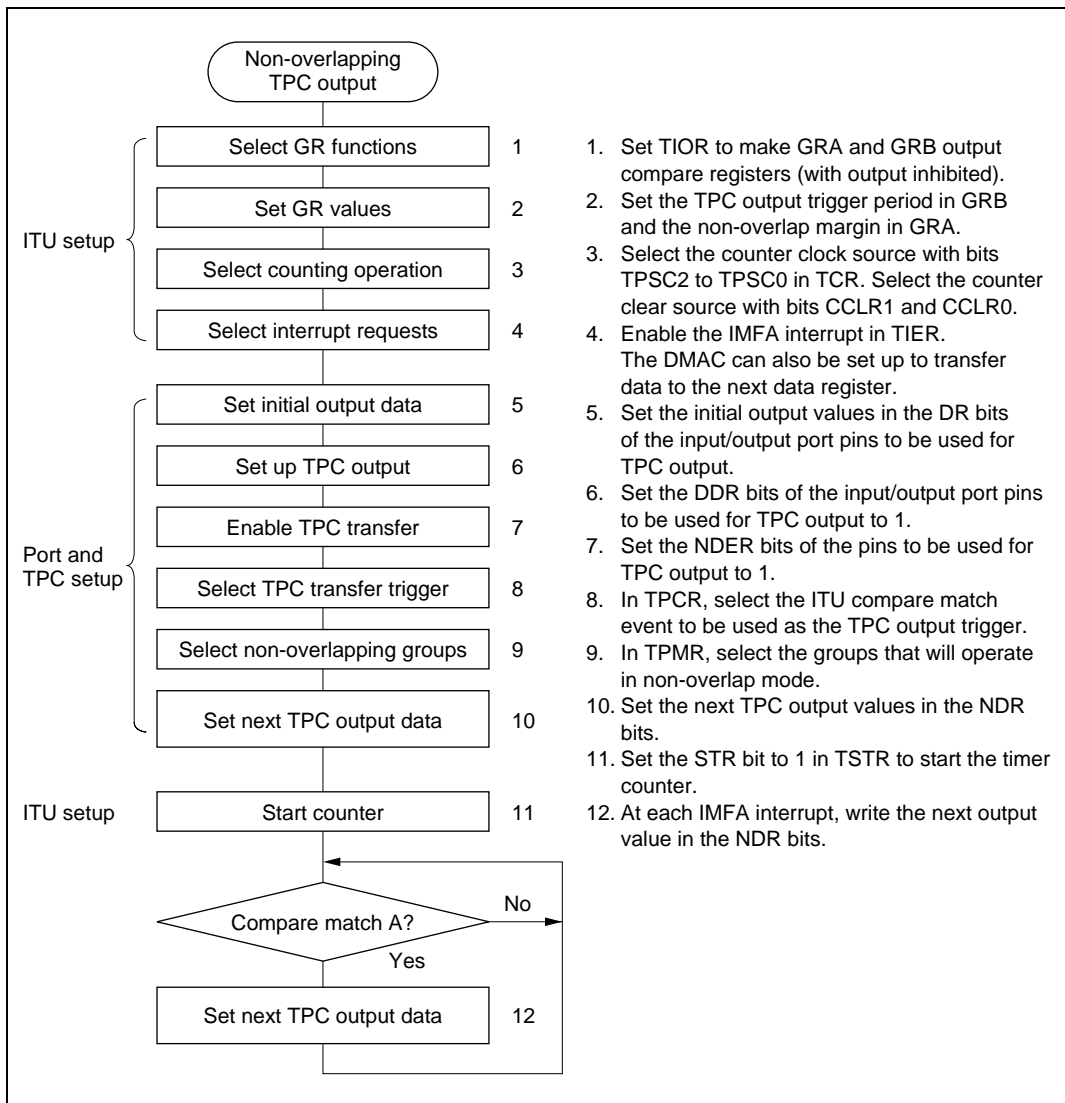 Non-overlapping
TPC output
ITU setup
Select GR functions 1
Set GR values 2
Select counting operation 3
Select interrupt requests 4
Port and
TPC setup
Set initial output data 5
Set up TPC output 6
Enable TPC transfer 7
Select TPC transfer trigger 8
Select non-overlapping groups 9
Set next TPC output data 10
ITU setup
Start counter 11
Compare match A?
No
Yes
Set next TPC output data 12
1. Set TIOR to make GRA and GRB output
compare registers (with output inhibited).
2. Set the TPC output trigger period in GRB
and the non-overlap margin in GRA.
3. Select the counter clock source with bits
TPSC2 to TPSC0 in TCR. Select the counter
clear source with bits CCLR1 and CCLR0.
4. Enable the IMFA interrupt in TIER.
The DMAC can also be set up to transfer
data to the next data register.
5. Set the initial output values in the DR bits
of the input/output port pins to be used for
TPC output.
6. Set the DDR bits of the input/output port pins
to be used for TPC output to 1.
7. Set the NDER bits of the pins to be used for
TPC output to 1.
8. In TPCR, select the ITU compare match
event to be used as the TPC output trigger.
9. In TPMR, select the groups that will operate
in non-overlap mode.
10. Set the next TPC output values in the NDR
bits.
11. Set the STR bit to 1 in TSTR to start the timer
counter.
12. At each IMFA interrupt, write the next output
value in the NDR bits.